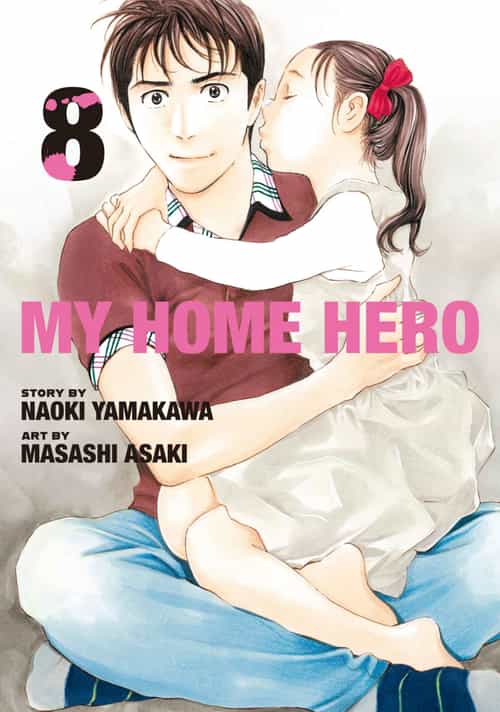 8
MY HOME HERO
STORY BY
NAOKI YAMAKAWA
ART BY
MASASHI ASAKI